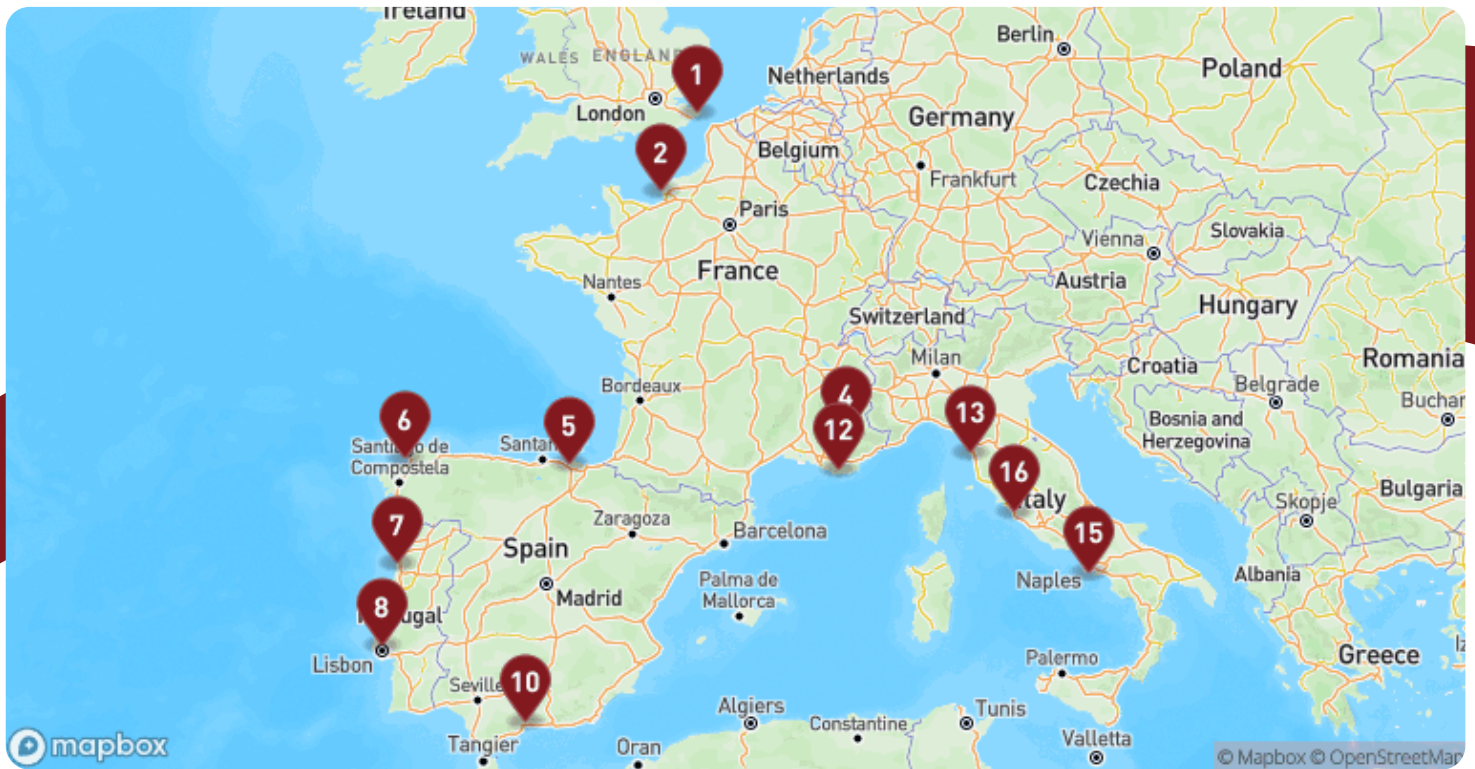 Ireland
WALES
ENGLAND
1
London
Netherlands
Berlin
Poland
Germany
Belgium
2
Frankfurt
Czechia
Paris
Slovakia
Vienna
France
Austria
Nantes
Hungary
Switzerland
Milan
Croatia
Romania
Belgrade
Bordeaux
4
12
13
Bosnia and
Herzegovina
6
5
Santiago de
Compostela
16
Italy
Skopje
Bulgaria
7
Zaragoza
Barcelona
Spain
15
Naples
Albania
Palma de
Mallorca
Madrid
8
Portugal
Lisbon
Greece
Palermo
10
Seville
Algiers
Constantine
Tunis
Tangier
Oran
Valletta
mapbox
© Mapbox © OpenStreetMap